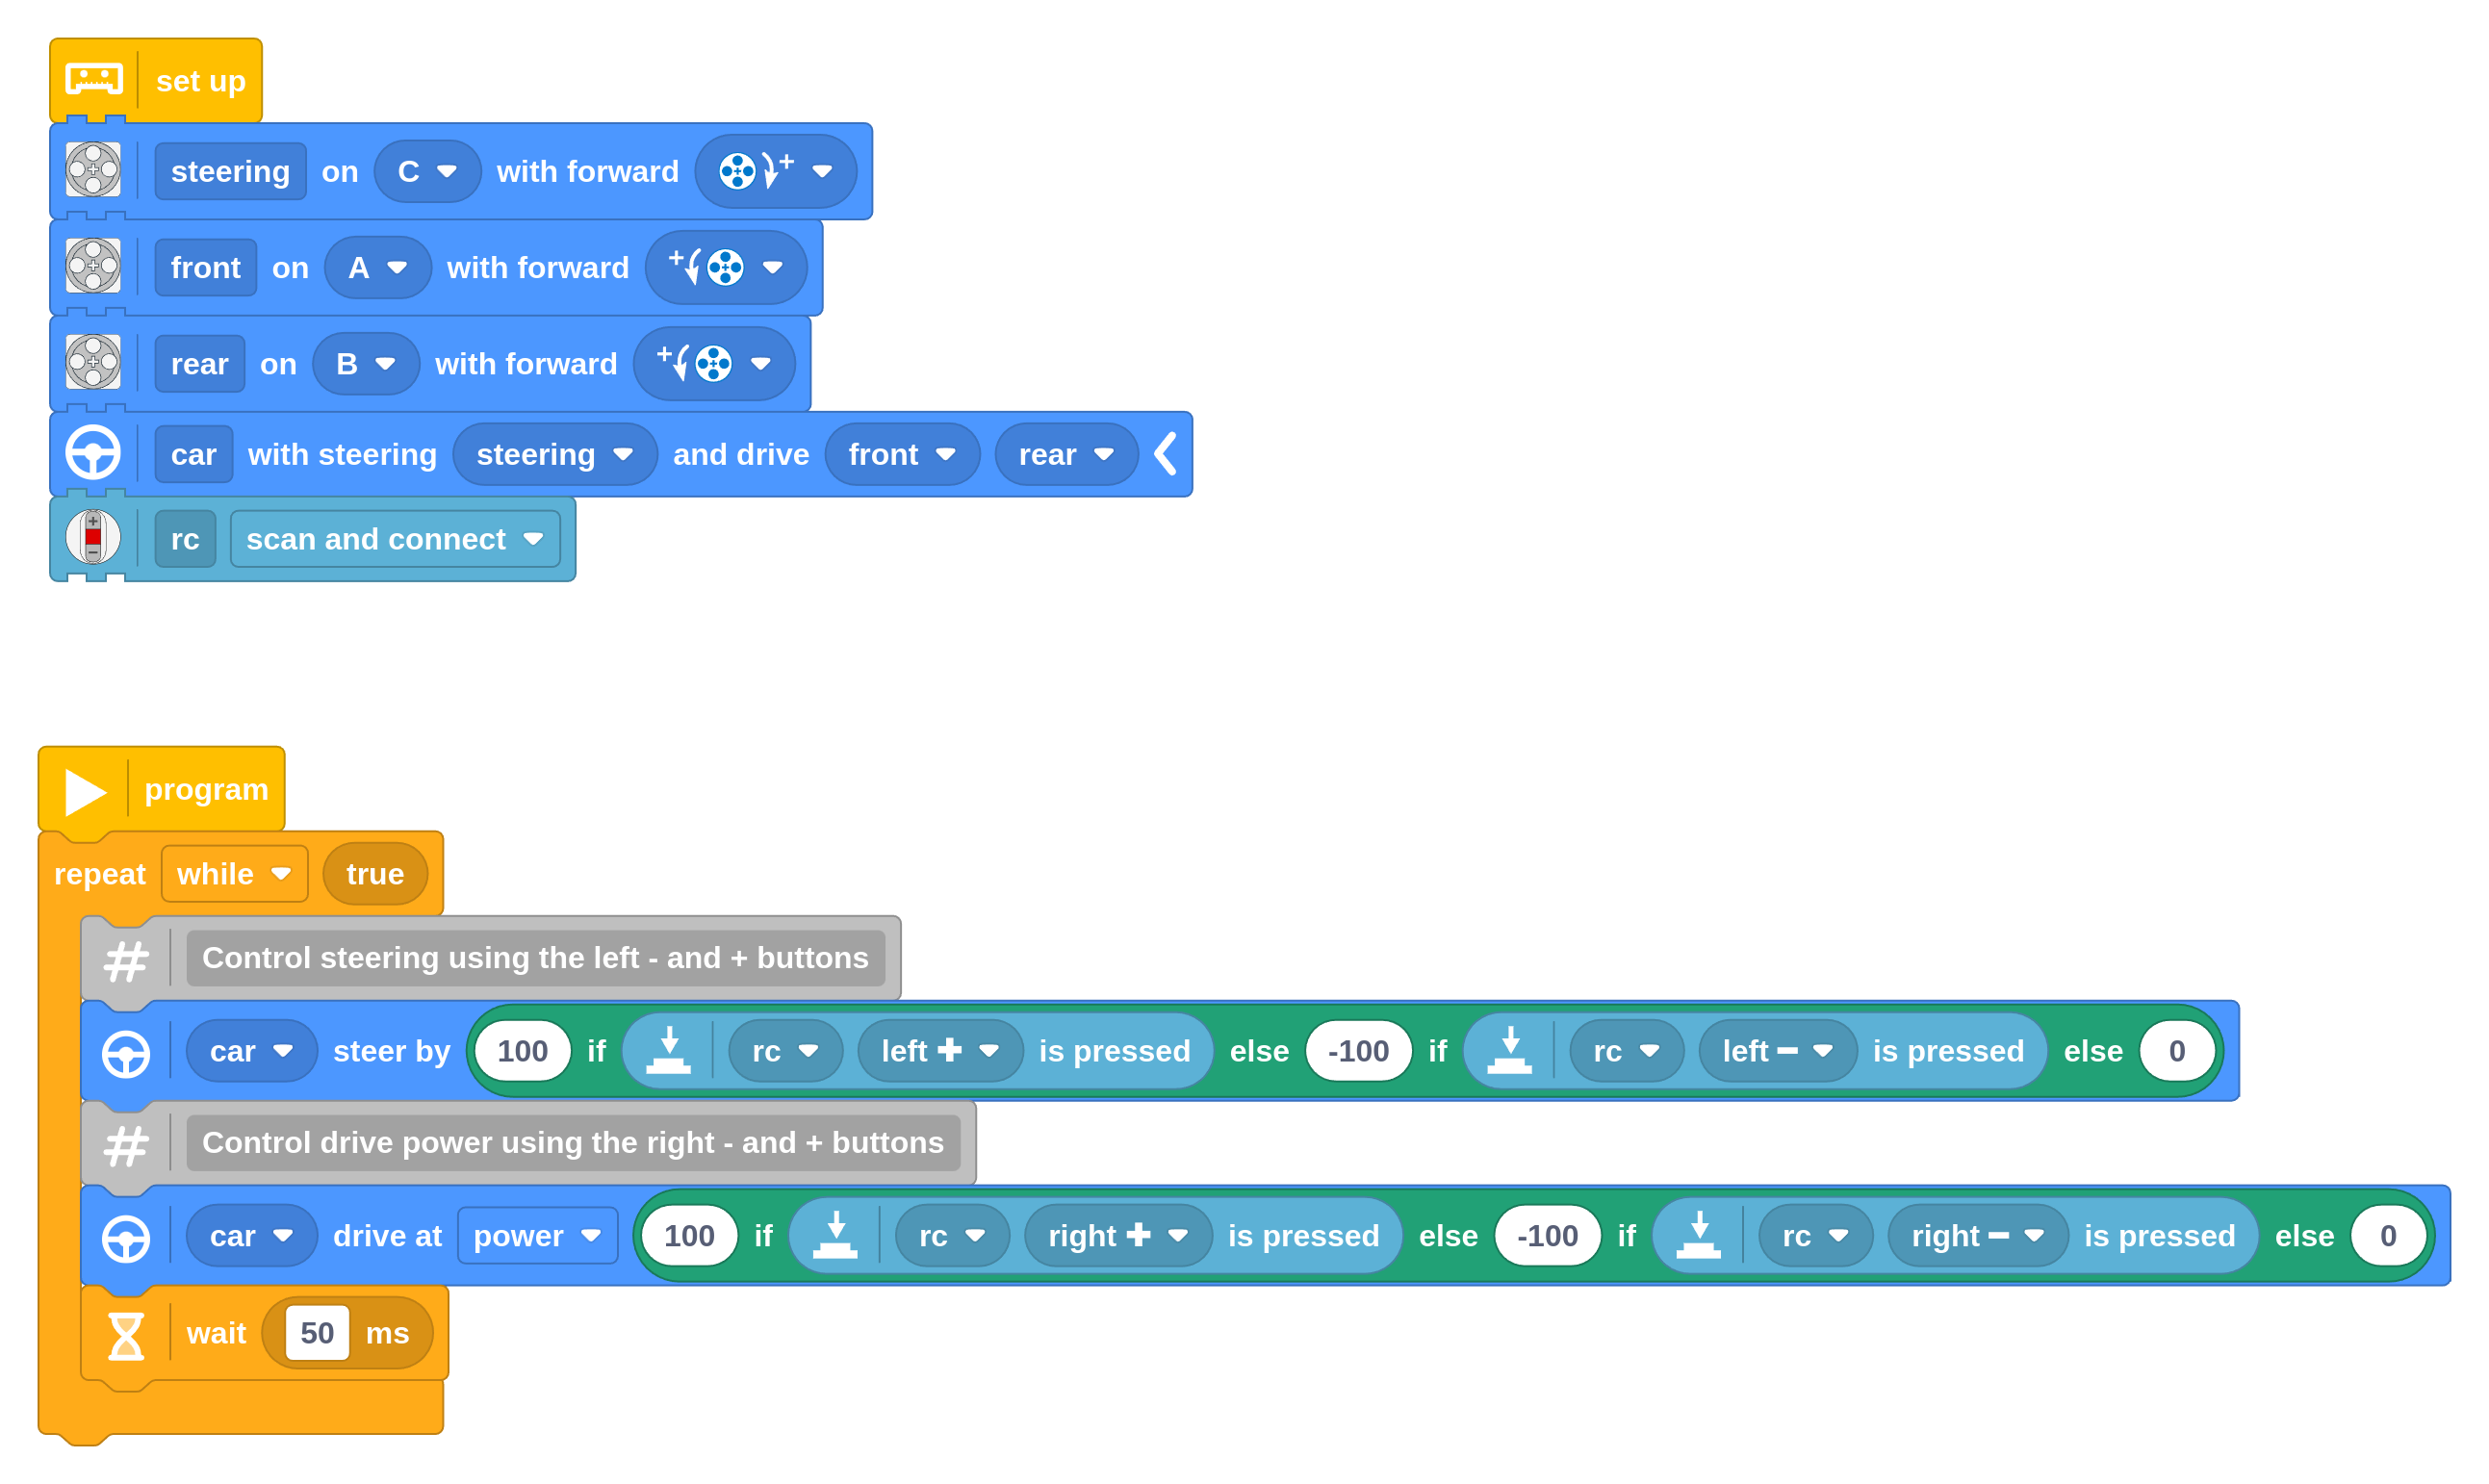 set up
steering on C with forward +
front on A with forward +
rear on B with forward +
car with steering steering and drive front rear
rc scan and connect
program
repeat while true
# Control steering using the left - and + buttons
car steer by 100 if rc left + is pressed else -100 if rc left - is pressed else 0
# Control drive power using the right - and + buttons
car drive at power 100 if rc right + is pressed else -100 if rc right - is pressed else 0
wait 50 ms